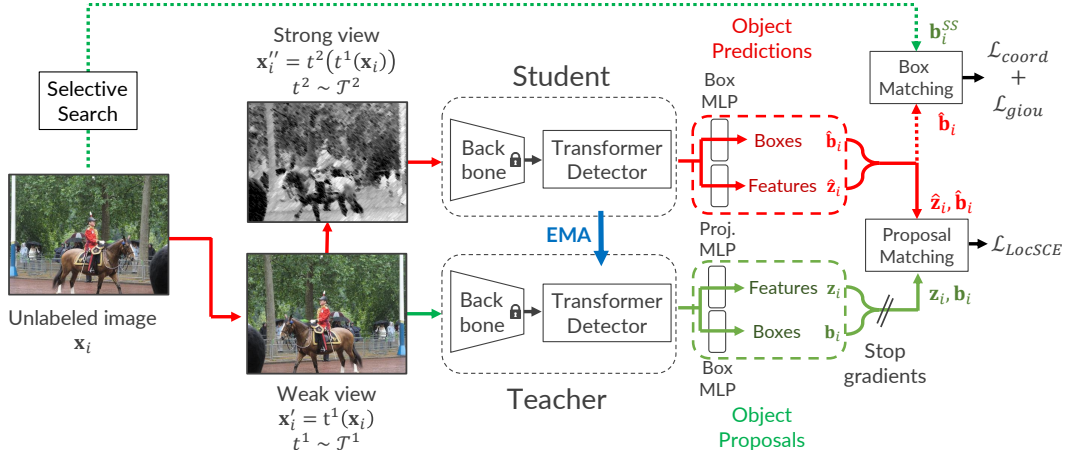 Strong view
𝐱ᵢ′′ = t²(t¹(𝐱ᵢ))
t² ~ 𝒯²
Selective
Search
Unlabeled image
𝐱ᵢ
Weak view
𝐱ᵢ′ = t¹(𝐱ᵢ)
t¹ ~ 𝒯¹
Student
Back
bone
Transformer
Detector
EMA
Back
bone
Transformer
Detector
Teacher
Object
Predictions
Box
MLP
Boxes 𝐛̂ᵢ
Features 𝐳̂ᵢ
Proj.
MLP
Features 𝐳ᵢ
Boxes 𝐛ᵢ
Box
MLP
Object
Proposals
Stop
gradients
𝐛ᵢ^SS
Box
Matching
ℒ_coord
+
ℒ_giou
𝐛̂ᵢ
𝐳̂ᵢ, 𝐛̂ᵢ
Proposal
Matching
ℒ_LocSCE
𝐳ᵢ, 𝐛ᵢ